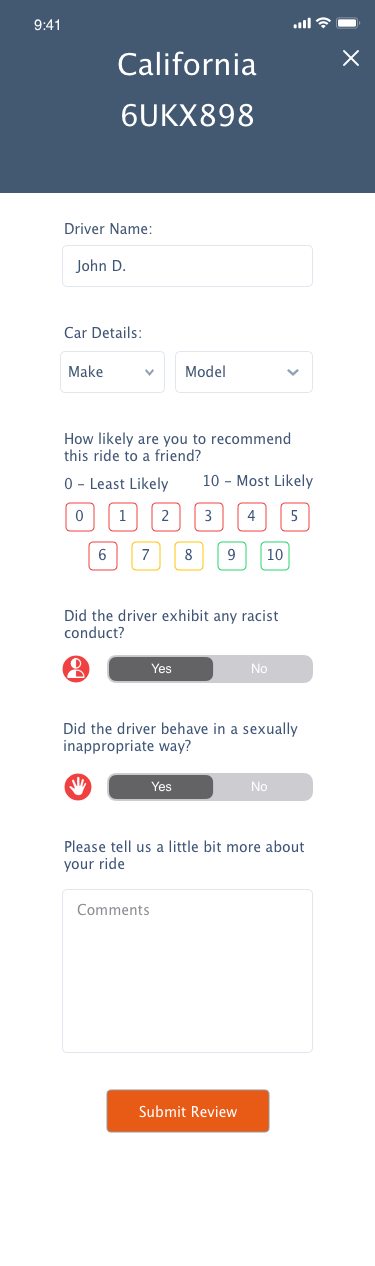 9:41
California
6UKX898
Driver Name:
John D.
Car Details:
Make
Model
How likely are you to recommend
this ride to a friend?
0 – Least Likely
10 – Most Likely
0 1 2 3 4 5
6 7 8 9 10
Did the driver exhibit any racist
conduct?
Yes No
Did the driver behave in a sexually
inappropriate way?
Yes No
Please tell us a little bit more about
your ride
Comments
Submit Review